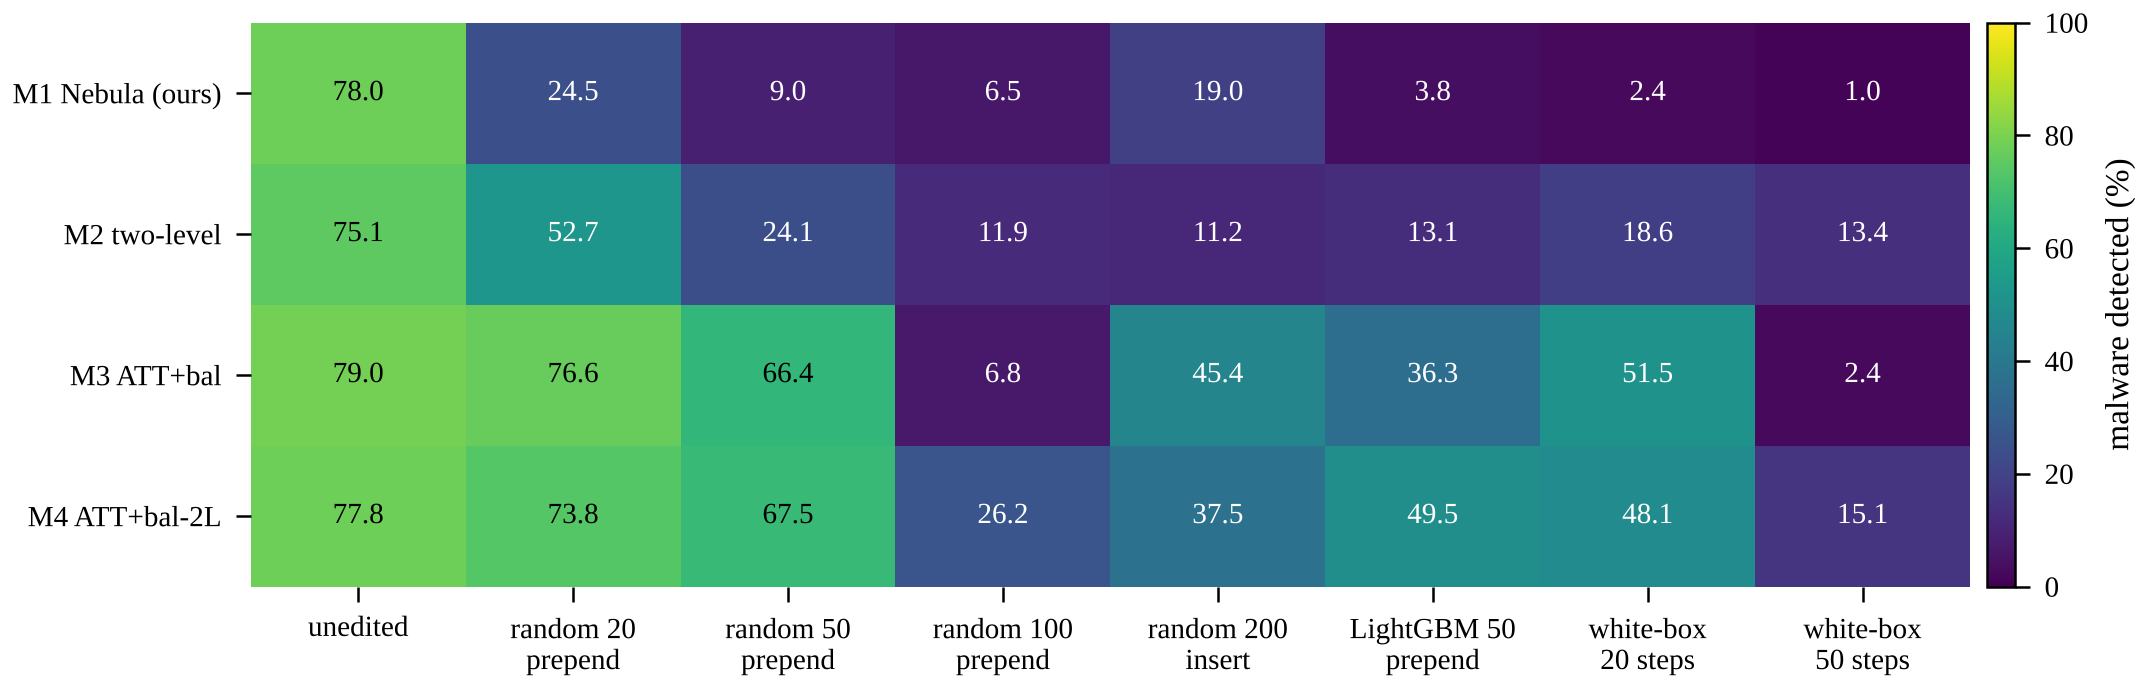 M1 Nebula (ours) 78.0 24.5 9.0 6.5 19.0 3.8 2.4 1.0
M2 two-level 75.1 52.7 24.1 11.9 11.2 13.1 18.6 13.4
M3 ATT+bal 79.0 76.6 66.4 6.8 45.4 36.3 51.5 2.4
M4 ATT+bal-2L 77.8 73.8 67.5 26.2 37.5 49.5 48.1 15.1
unedited
random 20
prepend
random 50
prepend
random 100
prepend
random 200
insert
LightGBM 50
prepend
white-box
20 steps
white-box
50 steps
100
80
60
40
20
0
malware detected (%)